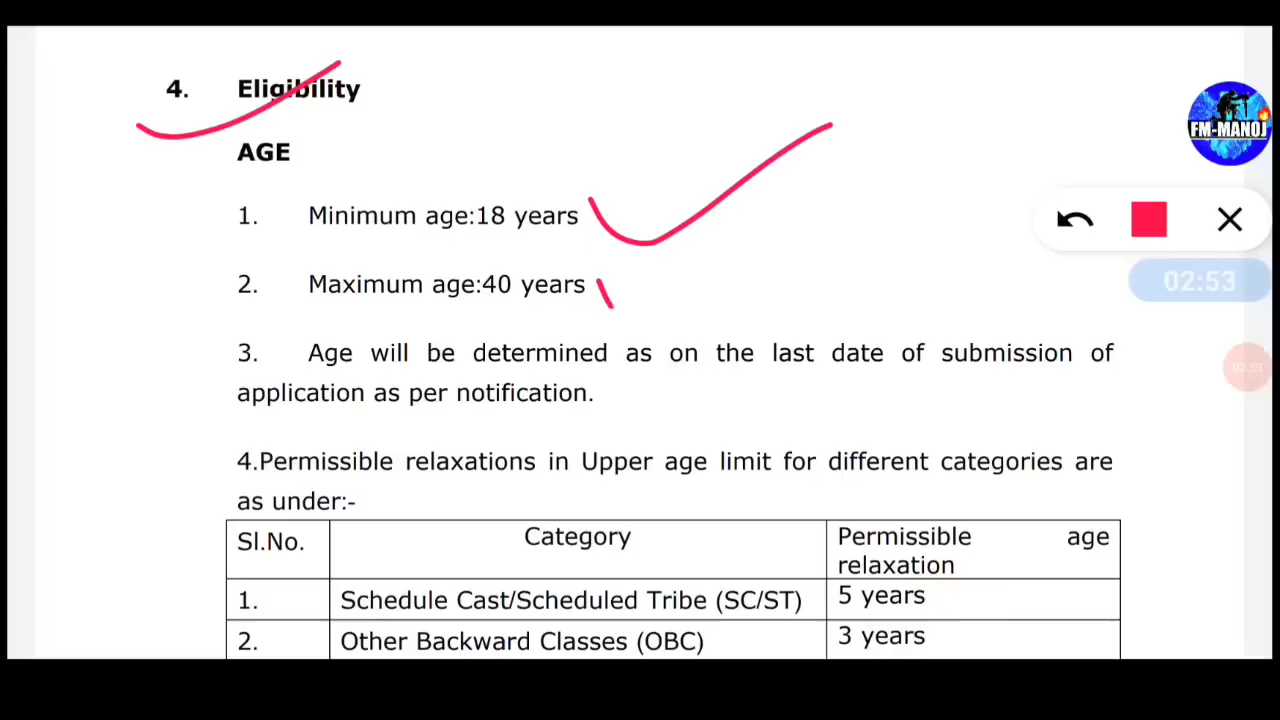 4. Eligibility
FM-MANOJ
AGE
1. Minimum age:18 years
2. Maximum age:40 years
02:53
3. Age will be determined as on the last date of submission of
application as per notification.
02:53
4.Permissible relaxations in Upper age limit for different categories are
as under:-
Sl.No. Category Permissible age
relaxation
1. Schedule Cast/Scheduled Tribe (SC/ST) 5 years
2. Other Backward Classes (OBC) 3 years